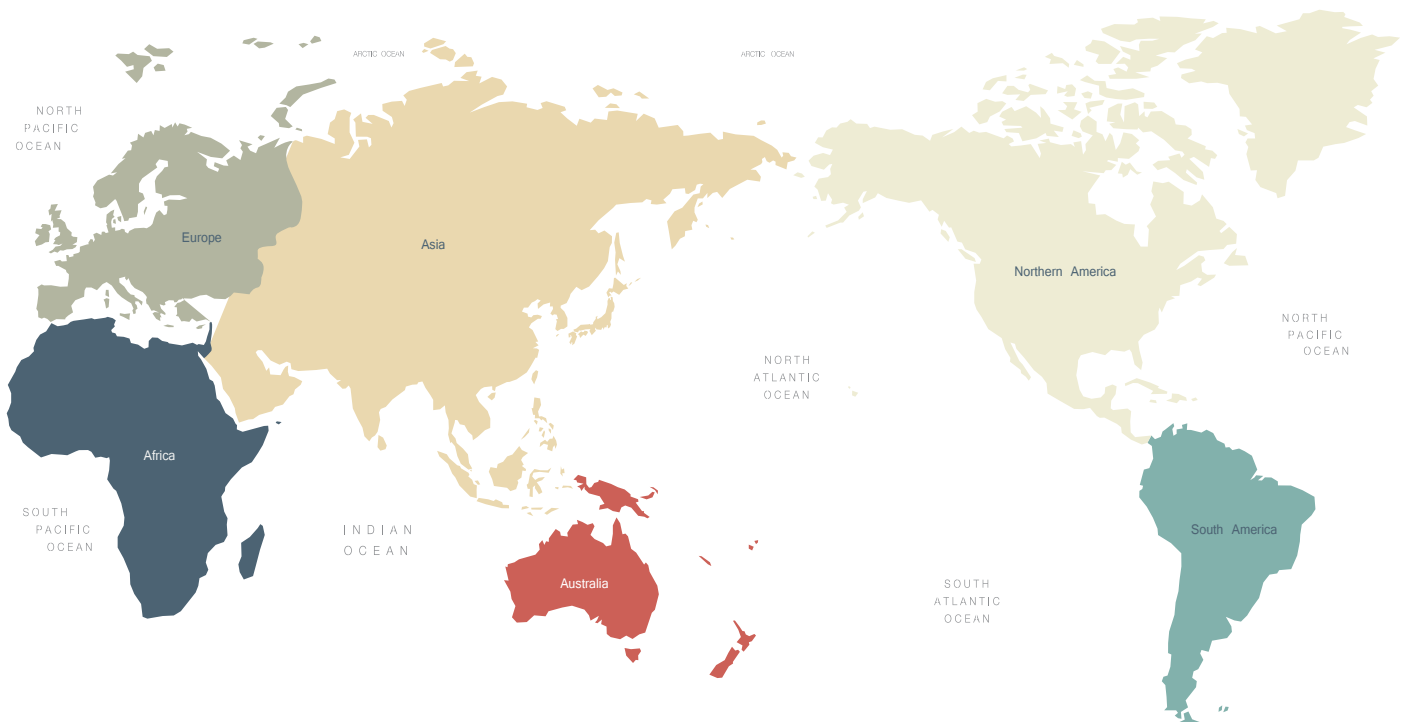 ARCTIC OCEAN
ARCTIC OCEAN
NORTH
PACIFIC
OCEAN
Europe
Asia
Northern America
NORTH
PACIFIC
OCEAN
NORTH
ATLANTIC
OCEAN
Africa
SOUTH
PACIFIC
OCEAN
INDIAN
OCEAN
South America
Australia
SOUTH
ATLANTIC
OCEAN